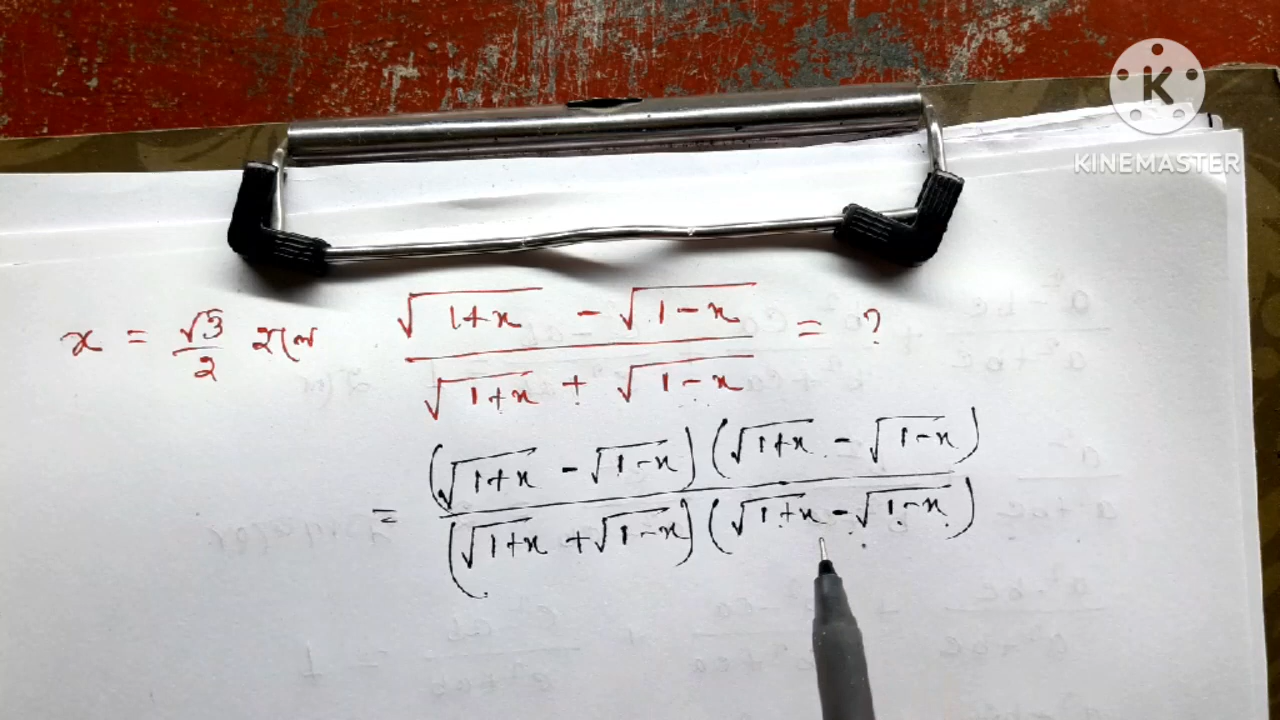 K
KINEMASTER
x = √3/2 হলে (√(1+x) - √(1-x))/(√(1+x) + √(1-x)) = ?
= ((√(1+x) - √(1-x))(√(1+x) - √(1-x)))/((√(1+x) + √(1-x))(√(1+x) - √(1-x)))